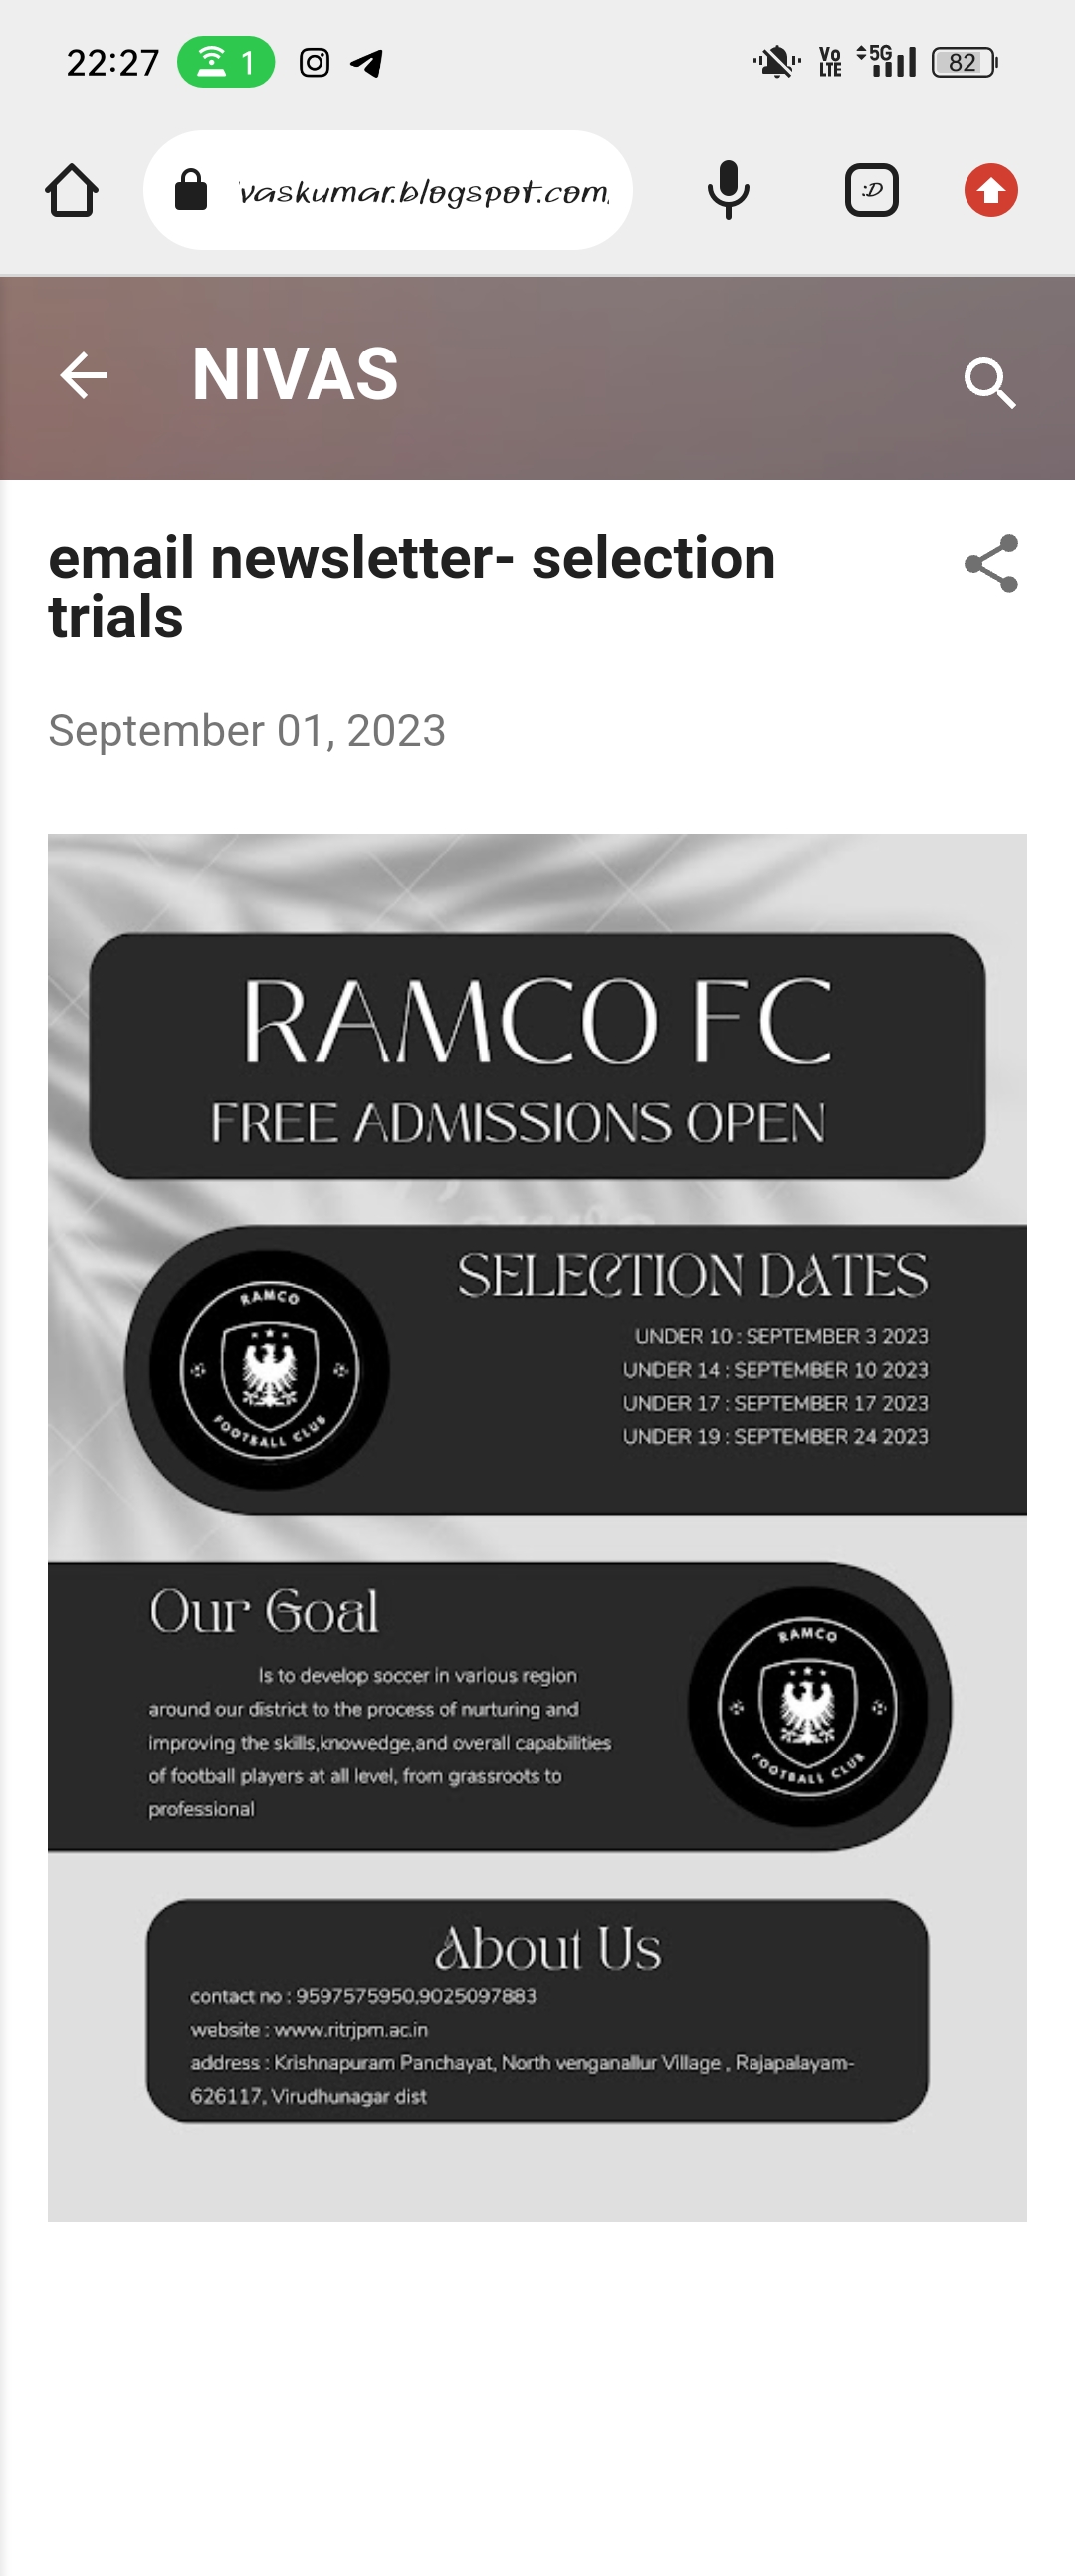 22:27
1
Vo
LTE
5G
82
vaskumar.blogspot.com
:D
NIVAS
email newsletter- selection
trials
September 01, 2023
RAMCO FC
FREE ADMISSIONS OPEN
RAMCO
FOOTBALL CLUB
SELECTION DATES
UNDER 10 : SEPTEMBER 3 2023
UNDER 14 : SEPTEMBER 10 2023
UNDER 17 : SEPTEMBER 17 2023
UNDER 19 : SEPTEMBER 24 2023
Our Goal
Is to develop soccer in various region
around our district to the process of nurturing and
improving the skills,knowedge,and overall capabilities
of football players at all level, from grassroots to
professional
RAMCO
FOOTBALL CLUB
About Us
contact no : 9597575950,9025097883
website : www.ritrjpm.ac.in
address : Krishnapuram Panchayat, North venganallur Village , Rajapalayam-
626117, Virudhunagar dist